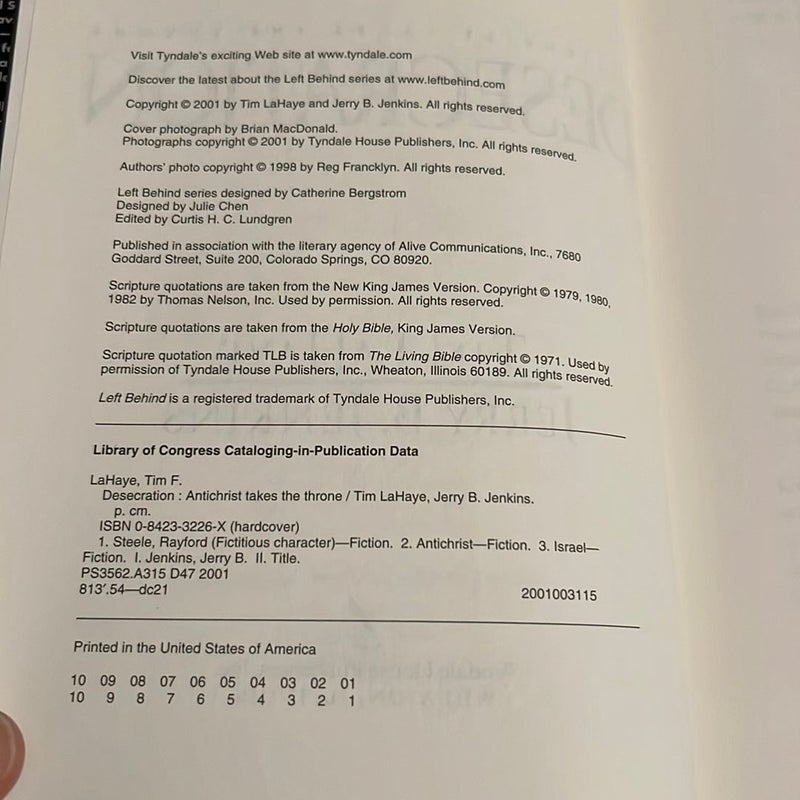 Visit Tyndale's exciting Web site at www.tyndale.com
Discover the latest about the Left Behind series at www.leftbehind.com
Copyright © 2001 by Tim LaHaye and Jerry B. Jenkins. All rights reserved.
Cover photograph by Brian MacDonald.
Photographs copyright © 2001 by Tyndale House Publishers, Inc. All rights reserved.
Authors' photo copyright © 1998 by Reg Francklyn. All rights reserved.
Left Behind series designed by Catherine Bergstrom
Designed by Julie Chen
Edited by Curtis H. C. Lundgren
Published in association with the literary agency of Alive Communications, Inc., 7680
Goddard Street, Suite 200, Colorado Springs, CO 80920.
Scripture quotations are taken from the New King James Version. Copyright © 1979, 1980,
1982 by Thomas Nelson, Inc. Used by permission. All rights reserved.
Scripture quotations are taken from the Holy Bible, King James Version.
Scripture quotation marked TLB is taken from The Living Bible copyright © 1971. Used by
permission of Tyndale House Publishers, Inc., Wheaton, Illinois 60189. All rights reserved.
Left Behind is a registered trademark of Tyndale House Publishers, Inc.
Library of Congress Cataloging-in-Publication Data
LaHaye, Tim F.
Desecration : Antichrist takes the throne / Tim LaHaye, Jerry B. Jenkins.
p. cm.
ISBN 0-8423-3226-X (hardcover)
1. Steele, Rayford (Fictitious character)—Fiction. 2. Antichrist—Fiction. 3. Israel—
Fiction. I. Jenkins, Jerry B. II. Title.
PS3562.A315 D47 2001
813'.54—dc21 2001003115
Printed in the United States of America
10 09 08 07 06 05 04 03 02 01
10 9 8 7 6 5 4 3 2 1